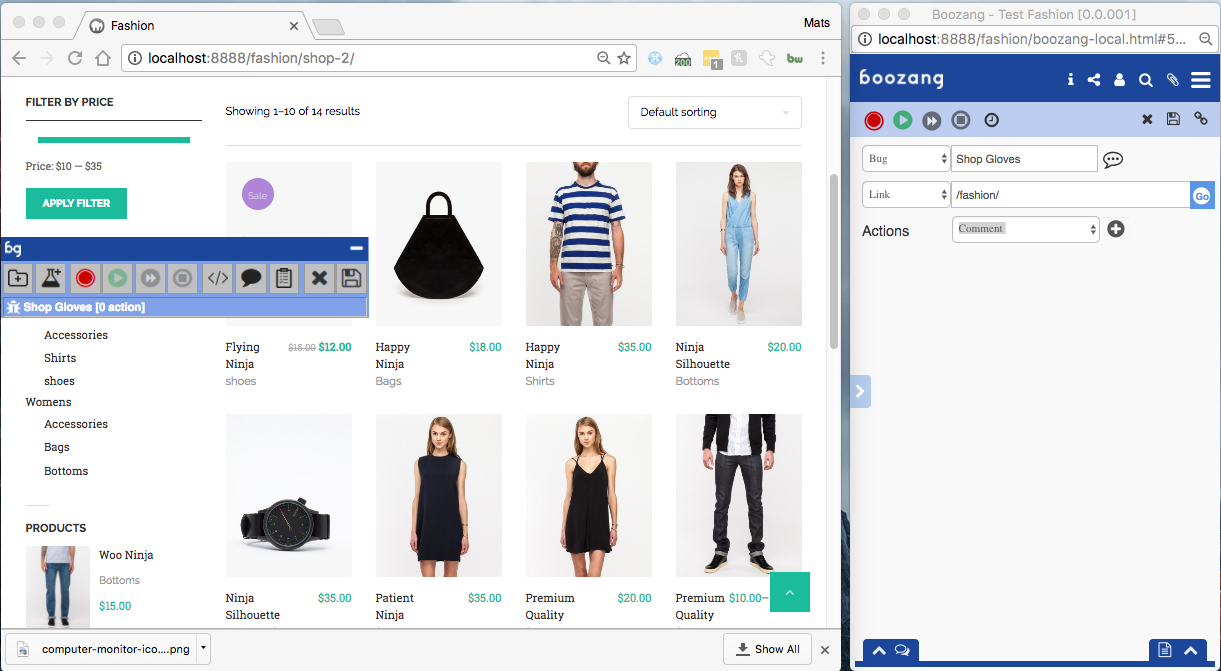 Fashion
Mats
localhost:8888/fashion/shop-2/
200
1
bw
FILTER BY PRICE
Price: $10 — $35
APPLY FILTER
bg
Shop Gloves [0 action]
Accessories
Shirts
shoes
Womens
Accessories
Bags
Bottoms
PRODUCTS
Woo Ninja
Bottoms
$15.00
Showing 1–10 of 14 results
Default sorting
Sale
Flying Ninja
$15.00 $12.00
shoes
Happy Ninja
$18.00
Bags
Happy Ninja
$35.00
Shirts
Ninja Silhouette
$20.00
Bottoms
Ninja Silhouette
$35.00
Patient Ninja
$35.00
Premium Quality
$20.00
Premium Quality
$10.00–
computer-monitor-ico....png
Show All
Boozang - Test Fashion [0.0.001]
localhost:8888/fashion/boozang-local.html#5...
boozang
Bug
Shop Gloves
Link
/fashion/
Go
Actions
Comment